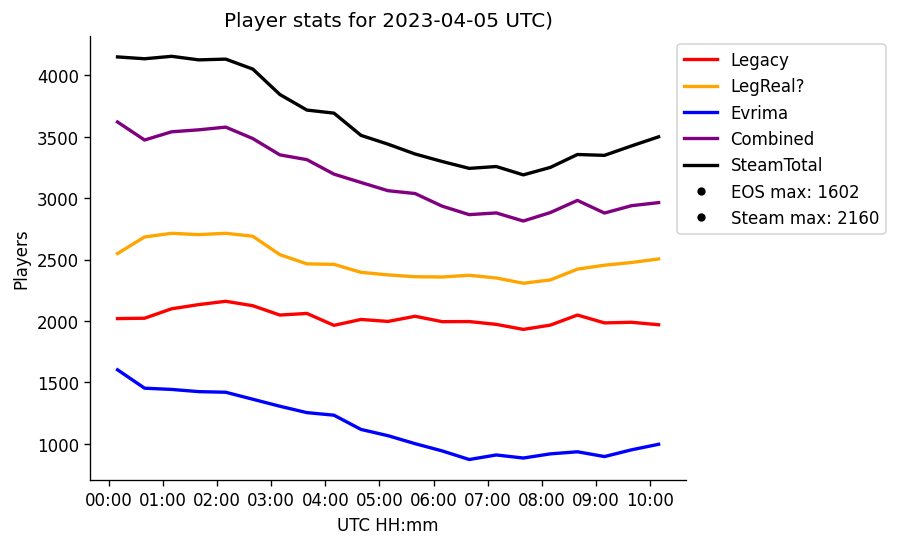 Player stats for 2023-04-05 UTC)
Players
4000
3500
3000
2500
2000
1500
1000
00:00 01:00 02:00 03:00 04:00 05:00 06:00 07:00 08:00 09:00 10:00
UTC HH:mm
Legacy
LegReal?
Evrima
Combined
SteamTotal
EOS max: 1602
Steam max: 2160